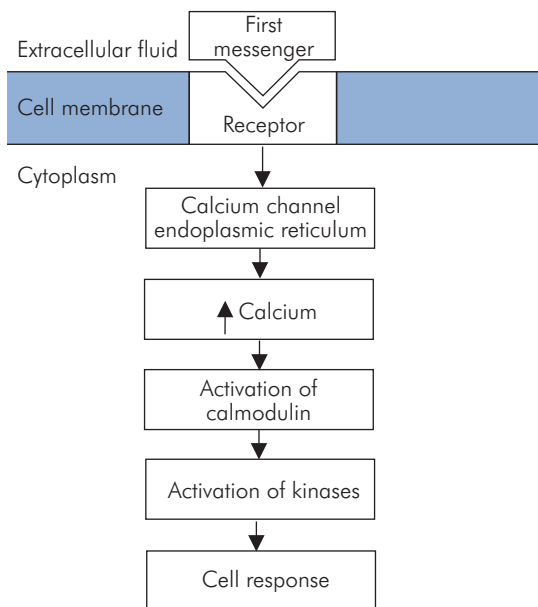 First
messenger
Extracellular fluid
Cell membrane
Receptor
Cytoplasm
Calcium channel
endoplasmic reticulum
Calcium
Activation of
calmodulin
Activation of kinases
Cell response